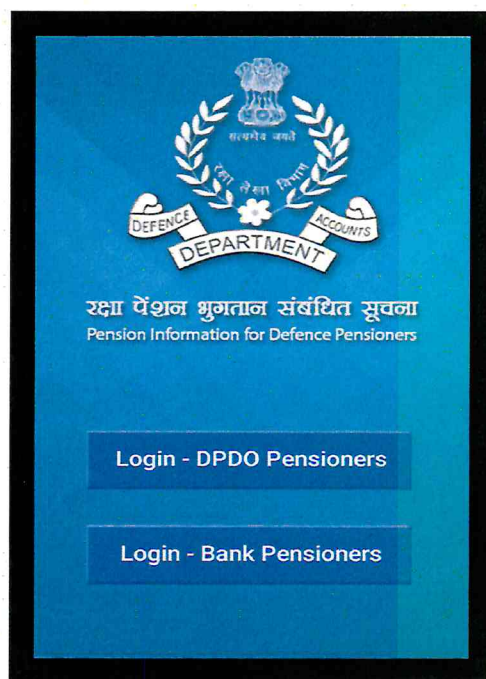 सत्यमेव जयते
रक्षा लेखा विभाग
DEFENCE
ACCOUNTS
DEPARTMENT
रक्षा पेंशन भुगतान संबंधित सूचना
Pension Information for Defence Pensioners
Login - DPDO Pensioners
Login - Bank Pensioners